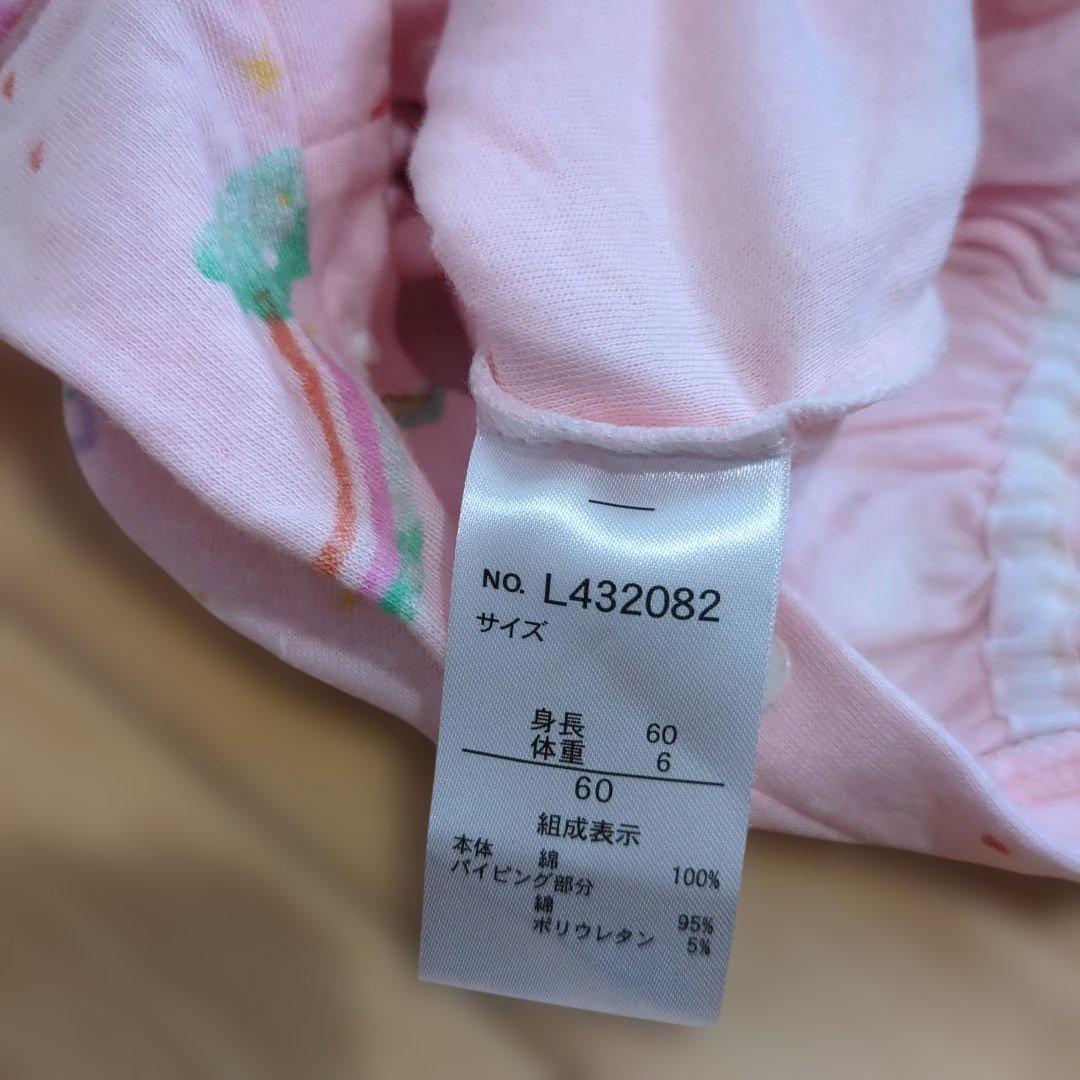 NO. L432082
サイズ
身長 60
体重 6
60
組成表示
本体 綿 100%
パイピング部分
綿 95%
ポリウレタン 5%